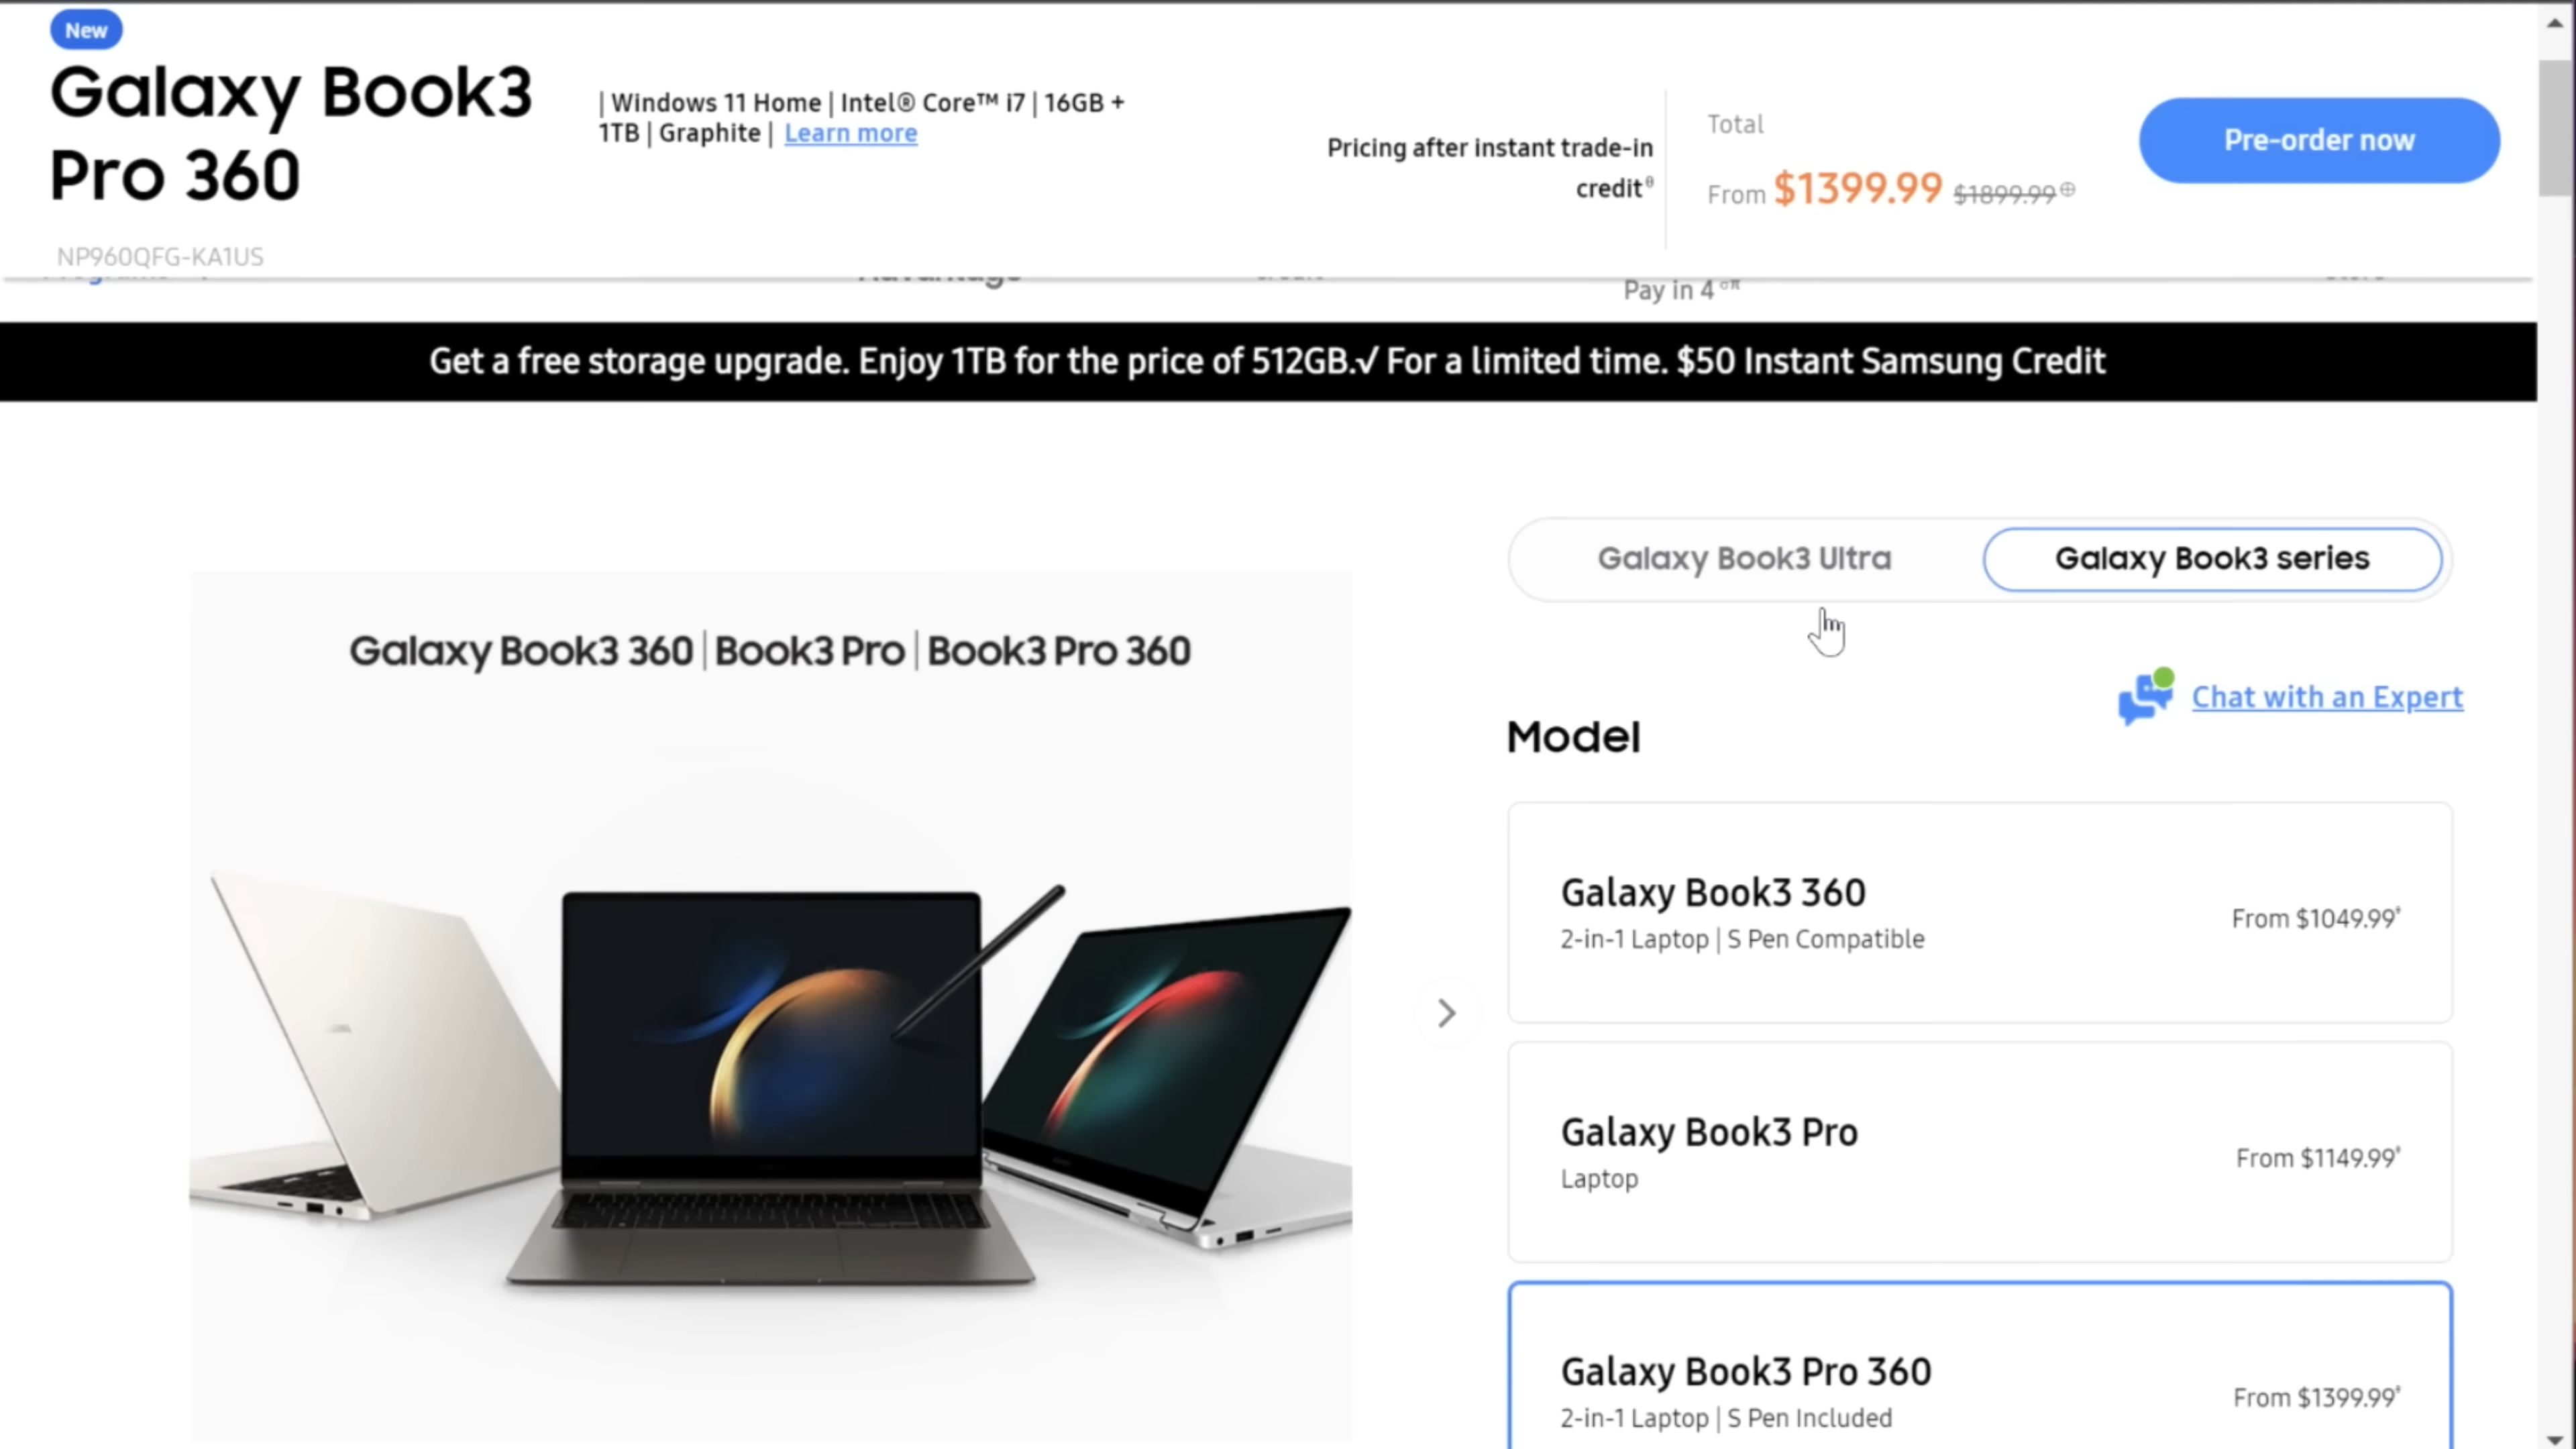 New
Galaxy Book3
Pro 360
NP960QFG-KA1US
| Windows 11 Home | Intel® Core™ i7 | 16GB +
1TB | Graphite | Learn more
Pricing after instant trade-in
credit⁰
Total
From $1399.99 $1899.99⊕
Pre-order now
Pay in 4 σπ
Get a free storage upgrade. Enjoy 1TB for the price of 512GB.√ For a limited time. $50 Instant Samsung Credit
Galaxy Book3 Ultra
Galaxy Book3 series
Galaxy Book3 360 | Book3 Pro | Book3 Pro 360
Chat with an Expert
Model
Galaxy Book3 360
2-in-1 Laptop | S Pen Compatible
From $1049.99
Galaxy Book3 Pro
Laptop
From $1149.99
Galaxy Book3 Pro 360
2-in-1 Laptop | S Pen Included
From $1399.99